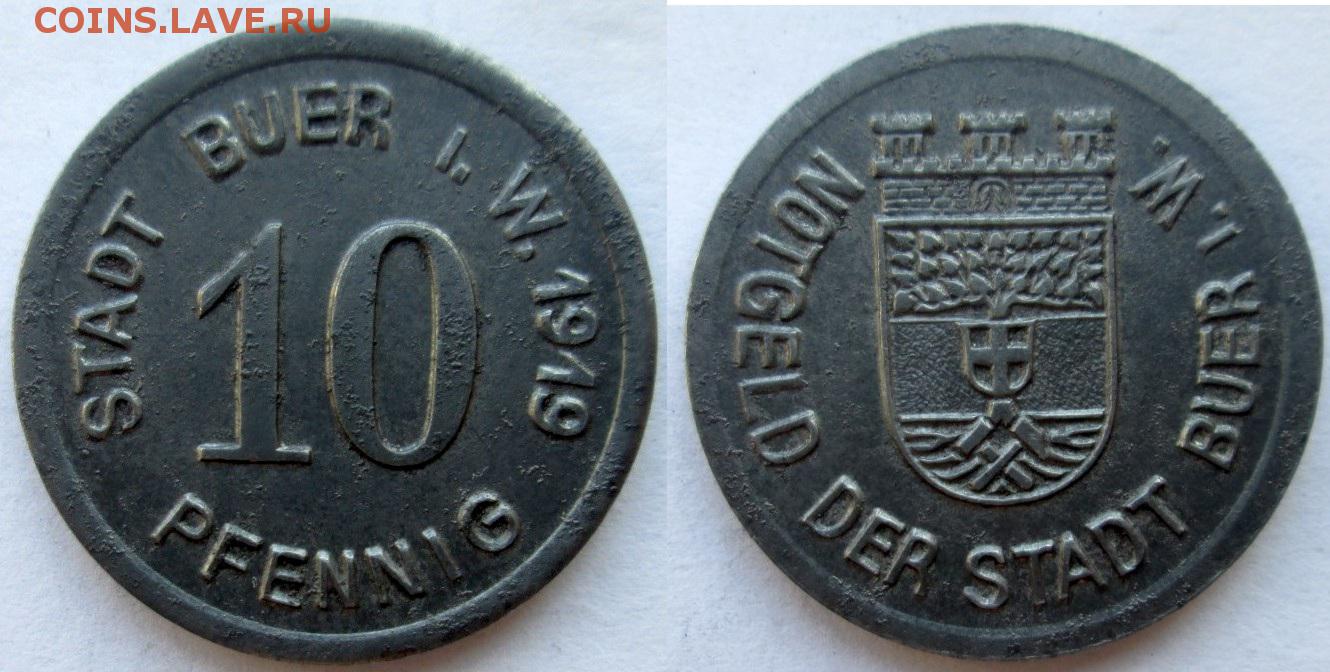 COINS.LAVE.RU
STADT BUER I. W. 1919
10
PFENNIG
NOTGELD DER STADT BUER I. W.